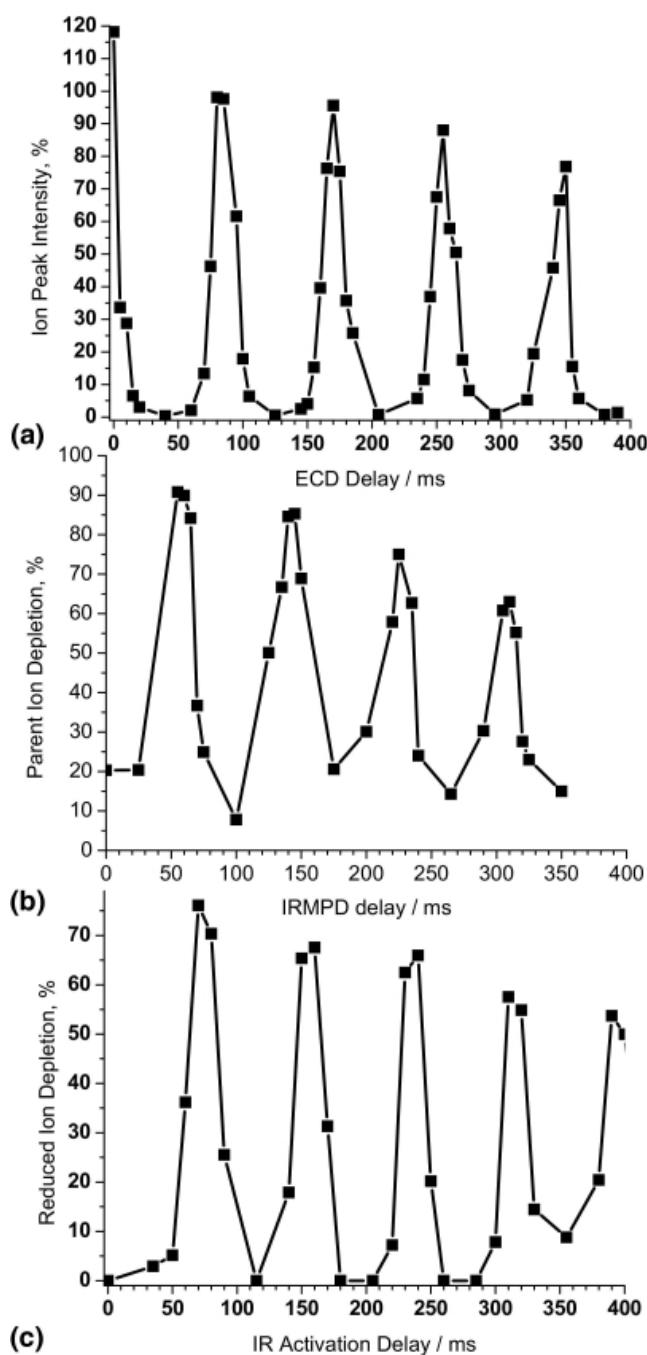 120
110
100
90
80
70
60
50
40
30
20
10
0
Ion Peak Intensity, %
0 50 100 150 200 250 300 350 400
(a)
ECD Delay / ms
100
90
80
70
60
50
40
30
20
10
0
Parent Ion Depletion, %
0 50 100 150 200 250 300 350 400
(b)
IRMPD delay / ms
70
60
50
40
30
20
10
0
Reduced Ion Depletion, %
0 50 100 150 200 250 300 350 400
(c)
IR Activation Delay / ms